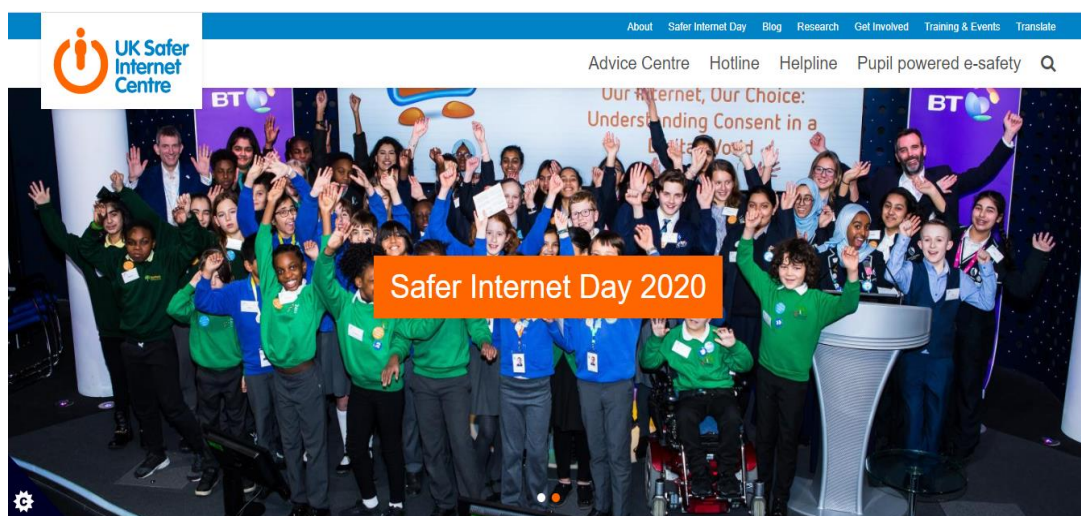 About Safer Internet Day Blog Research Get Involved Training & Events Translate
UK Safer
Internet
Centre
Advice Centre Hotline Helpline Pupil powered e-safety
BT
Our Internet, Our Choice:
Understanding Consent in a
BT
Safer Internet Day 2020